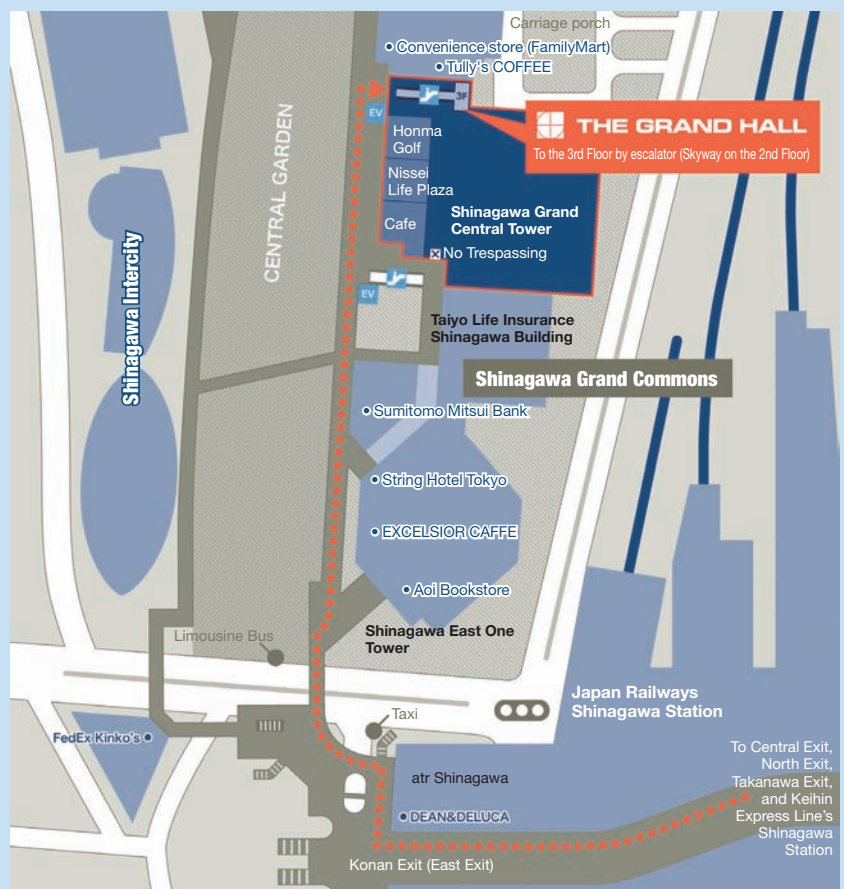 Carriage porch
Convenience store (FamilyMart)
Tully's COFFEE
3F
EV
THE GRAND HALL
To the 3rd Floor by escalator (Skyway on the 2nd Floor)
Honma
Golf
Nissei
Life Plaza
Cafe
Shinagawa Grand
Central Tower
No Trespassing
CENTRAL GARDEN
Shinagawa Intercity
EV
Taiyo Life Insurance
Shinagawa Building
Shinagawa Grand Commons
Sumitomo Mitsui Bank
String Hotel Tokyo
EXCELSIOR CAFFE
Aoi Bookstore
Shinagawa East One
Tower
Limousine Bus
Japan Railways
Shinagawa Station
Taxi
FedEx Kinko's
atr Shinagawa
DEAN&DELUCA
To Central Exit,
North Exit,
Takanawa Exit,
and Keihin
Express Line's
Shinagawa
Station
Konan Exit (East Exit)